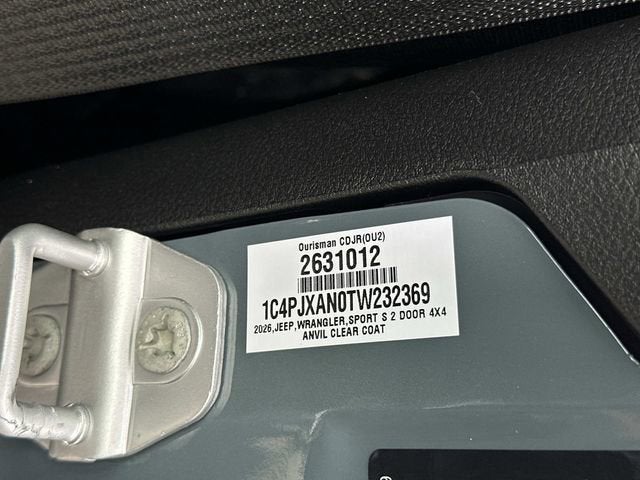 Ourisman CDJR(OU2)
2631012
1C4PJXAN0TW232369
2026,JEEP,WRANGLER,SPORT S 2 DOOR 4X4
ANVIL CLEAR COAT